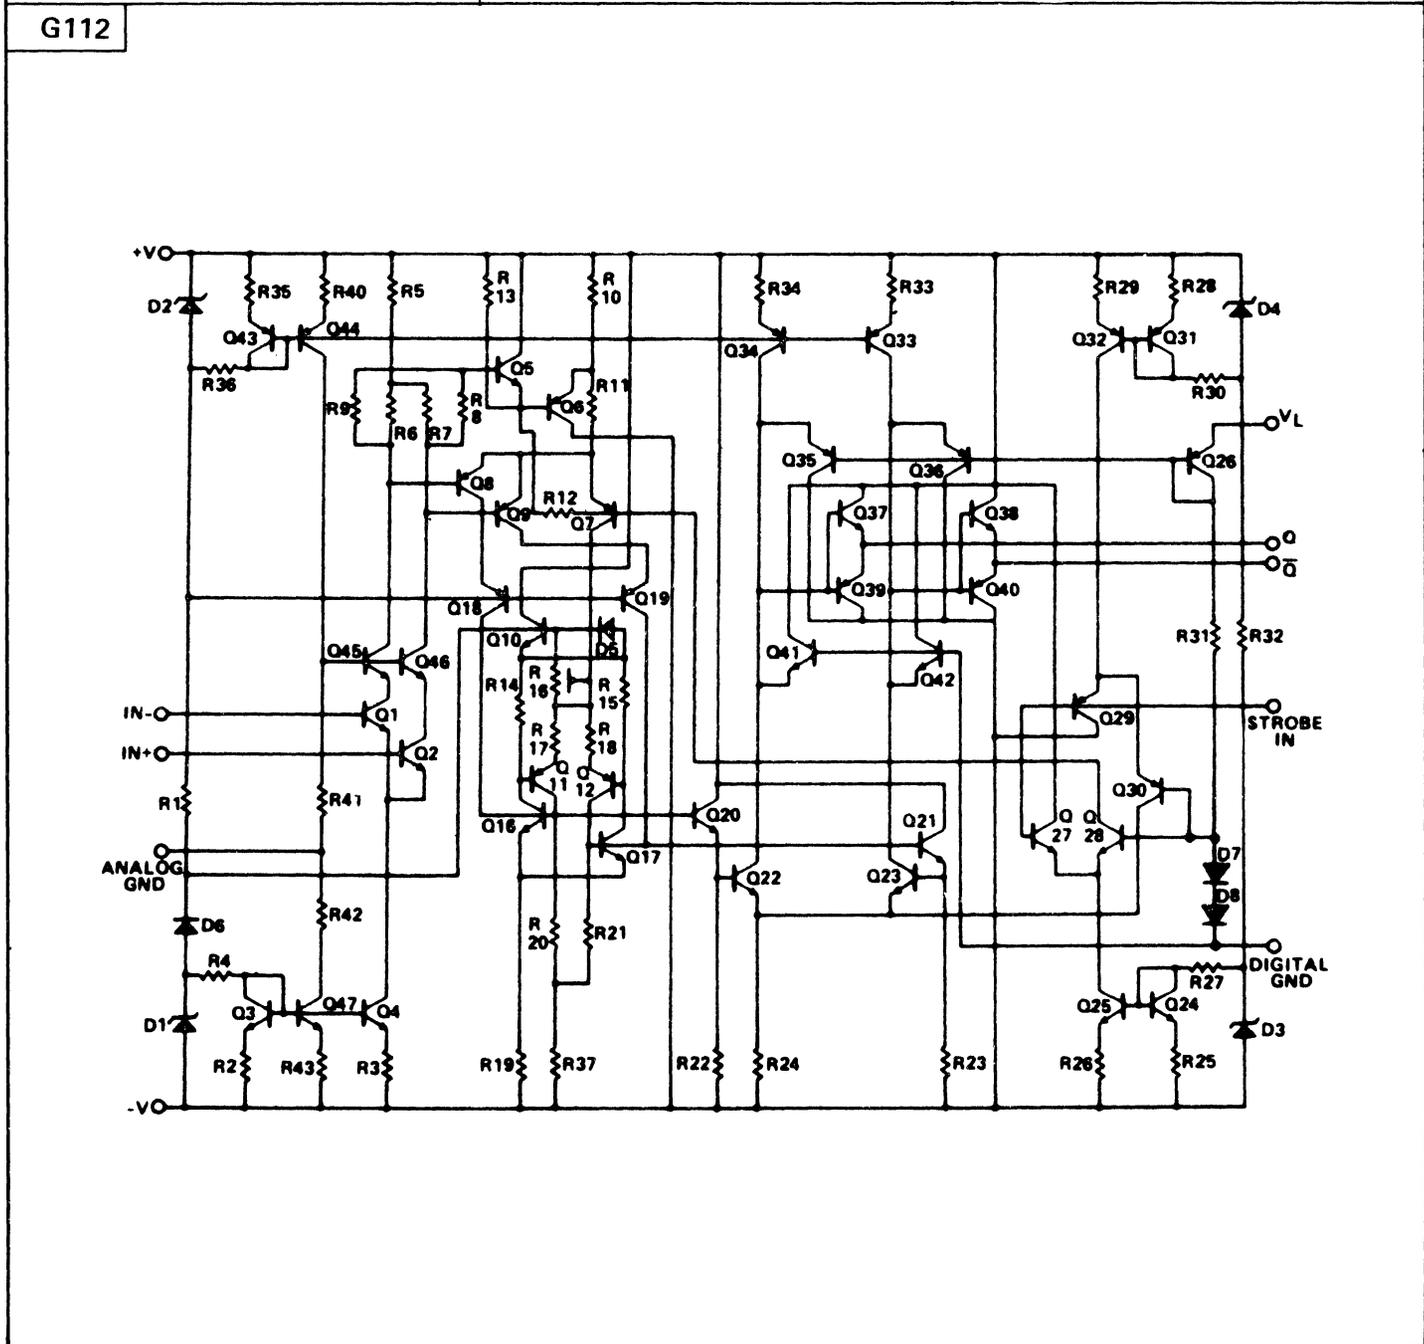 G112
+V
D2
R35
R40
R5
R
13
R
10
R34
R33
R29
R28
D4
Q43
Q44
Q34
Q33
Q32
Q31
R36
Q5
R11
R30
R9
R6
R7
R
8
Q6
VL
Q35
Q36
Q26
Q8
R12
Q9
Q7
Q37
Q38
Q
Q̅
Q18
Q19
Q39
Q40
Q10
D5
R31
R32
Q45
Q46
Q41
Q42
R14
R
16
R
15
IN-
Q1
Q29
STROBE
IN
IN+
Q2
R
17
R
18
Q
11
Q
12
Q30
R1
R41
Q16
Q20
Q21
Q
27
Q
28
ANALOG
GND
Q17
Q22
Q23
D7
D8
D6
R42
R
20
R21
R4
DIGITAL
GND
R27
D1
Q3
Q47
Q4
Q25
Q24
D3
R2
R43
R3
R19
R37
R22
R24
R23
R26
R25
-V